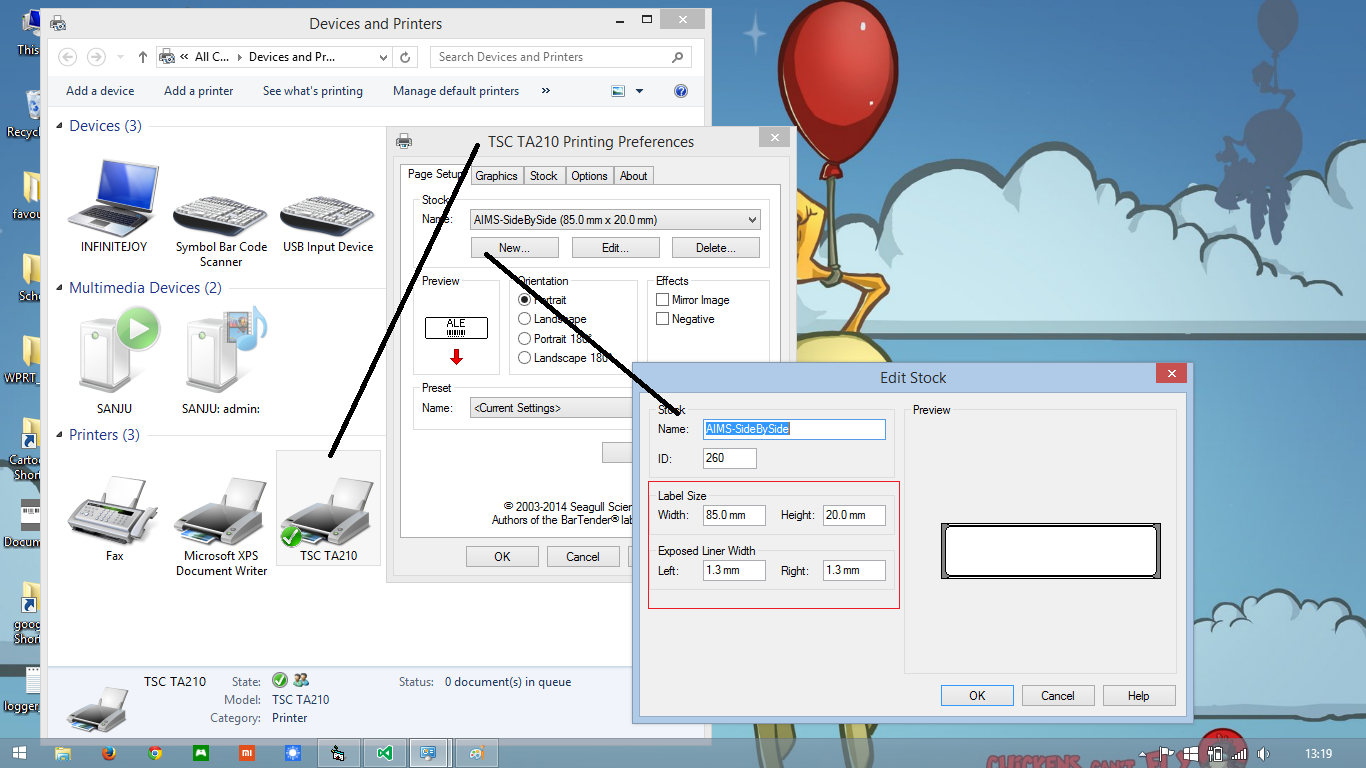 Devices and Printers
All C...
Devices and Pr...
Search Devices and Printers
Add a device
Add a printer
See what's printing
Manage default printers
»
Devices (3)
INFINITEJOY
Symbol Bar Code
Scanner
USB Input Device
Multimedia Devices (2)
SANJU
SANJU: admin:
Printers (3)
Fax
Microsoft XPS
Document Writer
TSC TA210
TSC TA210
State:
Status:
0 document(s) in queue
Model:
TSC TA210
Category:
Printer
TSC TA210 Printing Preferences
Page Setup
Graphics
Stock
Options
About
Stock
Name:
AIMS-SideBySide (85.0 mm x 20.0 mm)
New...
Edit...
Delete...
Preview
ALE
Orientation
Portrait
Landscape
Portrait 180°
Landscape 180°
Effects
Mirror Image
Negative
Preset
Name:
<Current Settings>
© 2003-2014 Seagull Scien
Authors of the BarTender® lab
OK
Cancel
Edit Stock
Stock
Name:
AIMS-SideBySide
ID:
260
Label Size
Width:
85.0 mm
Height:
20.0 mm
Exposed Liner Width
Left:
1.3 mm
Right:
1.3 mm
Preview
OK
Cancel
Help
This
Recycl
favou
Sch
WPRT_
Carto
Short
Docum
goog
Short
logger
CHICKENS CAN'T
mi
13:19